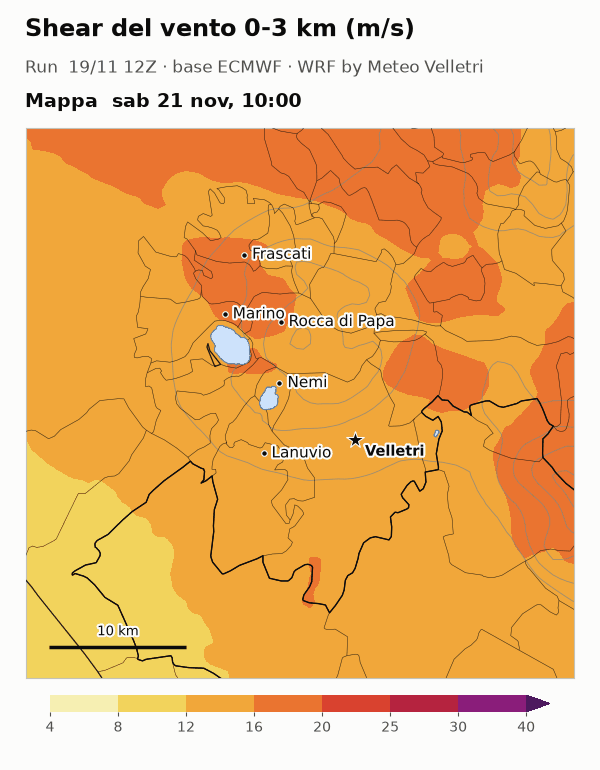 Shear del vento 0-3 km (m/s)
Run 19/11 12Z · base ECMWF · WRF by Meteo Velletri
Mappa sab 21 nov, 10:00
Frascati
Marino
Rocca di Papa
Nemi
Velletri
Lanuvio
10 km
4 8 12 16 20 25 30 40